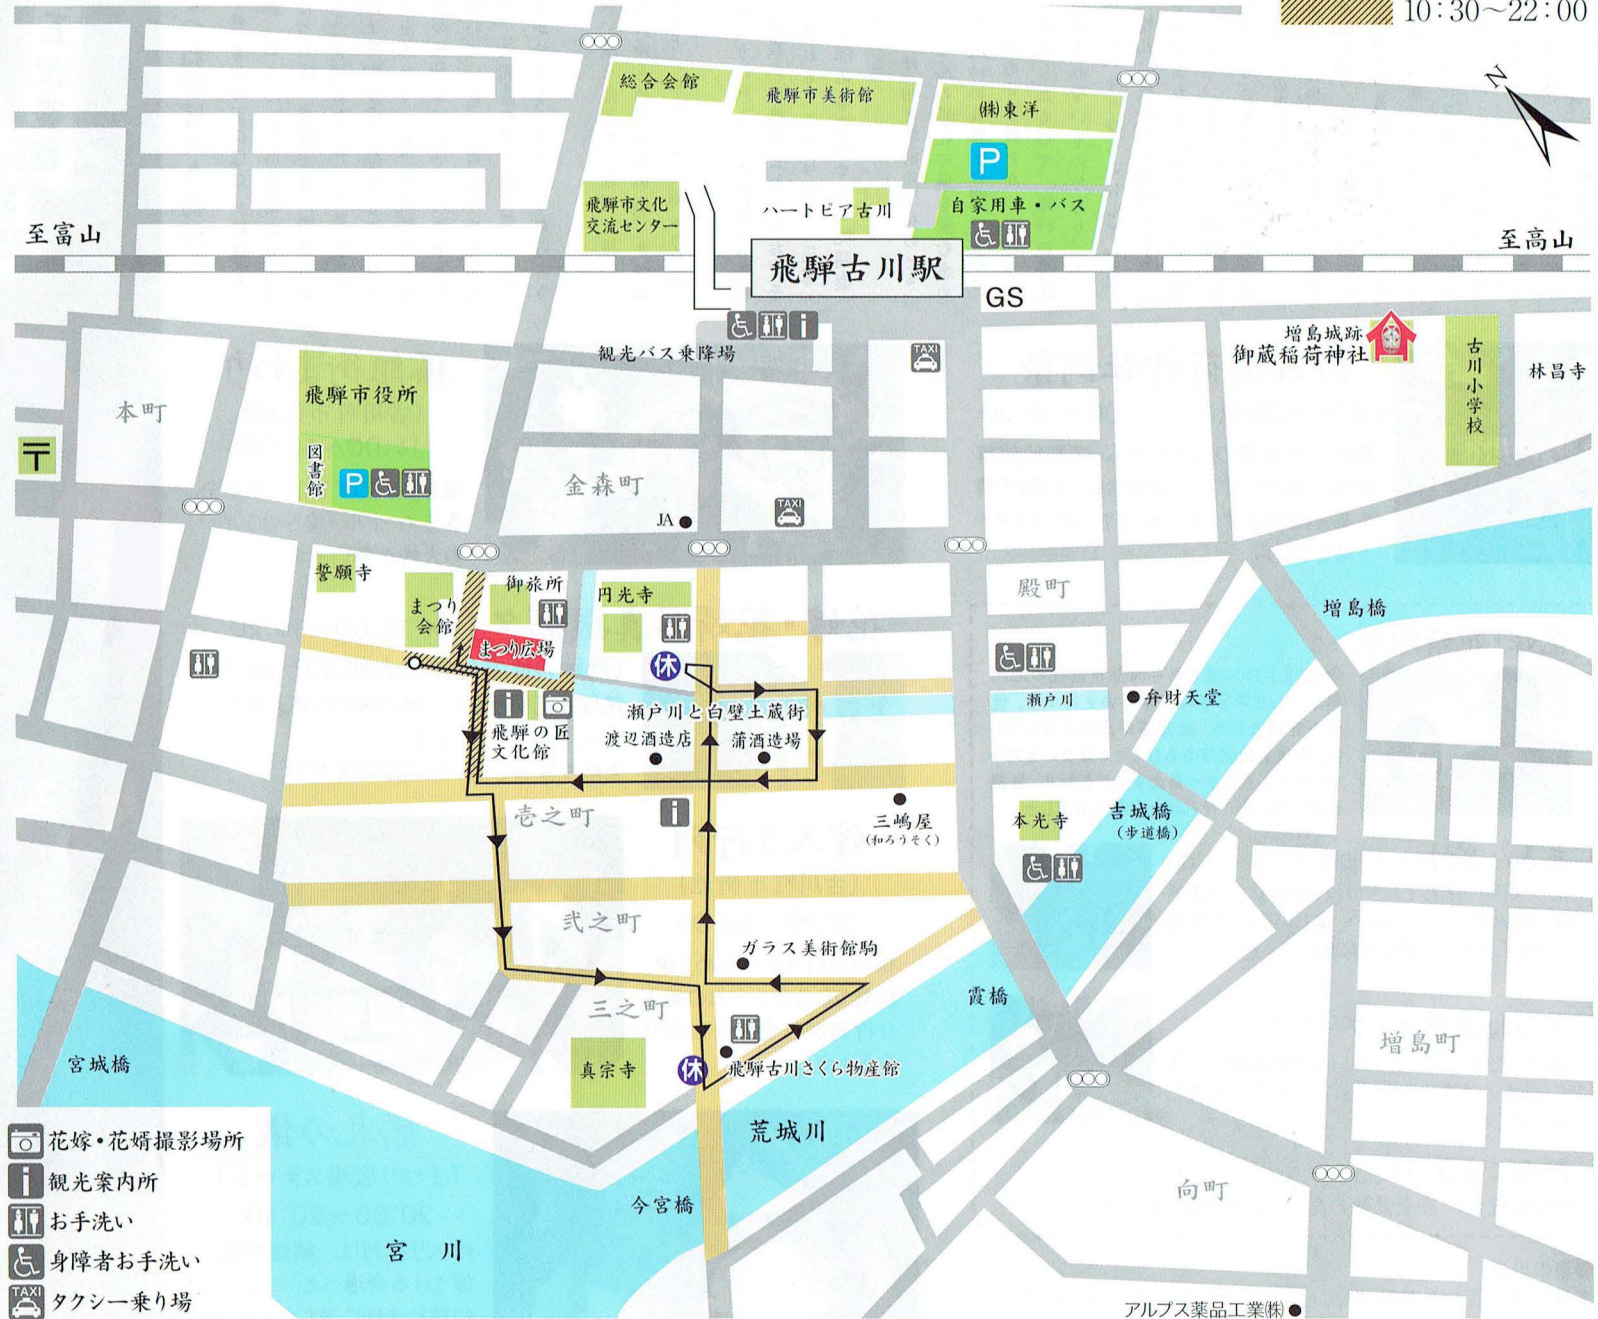 10:30～22:00
N
総合会館
飛騨市美術館
㈱東洋
P
飛騨市文化
交流センター
ハートピア古川
自家用車・バス
至富山
至高山
飛騨古川駅
GS
i
観光バス乗降場
TAXI
増島城跡
御蔵稲荷神社
古川小学校
林昌寺
飛騨市役所
本町
〒
図書館
P
金森町
TAXI
JA
誓願寺
まつり
会館
御旅所
円光寺
殿町
増島橋
まつり広場
休
瀬戸川
弁財天堂
i
飛騨の匠
文化館
瀬戸川と白壁土蔵街
渡辺酒造店
蒲酒造場
壱之町
i
三嶋屋
(和ろうそく)
本光寺
吉城橋
(歩道橋)
弐之町
ガラス美術館駒
三之町
霞橋
増島町
宮城橋
真宗寺
休
飛騨古川さくら物産館
荒城川
今宮橋
向町
宮川
花嫁・花婿撮影場所
i
観光案内所
お手洗い
身障者お手洗い
TAXI
タクシー乗り場
アルプス薬品工業㈱